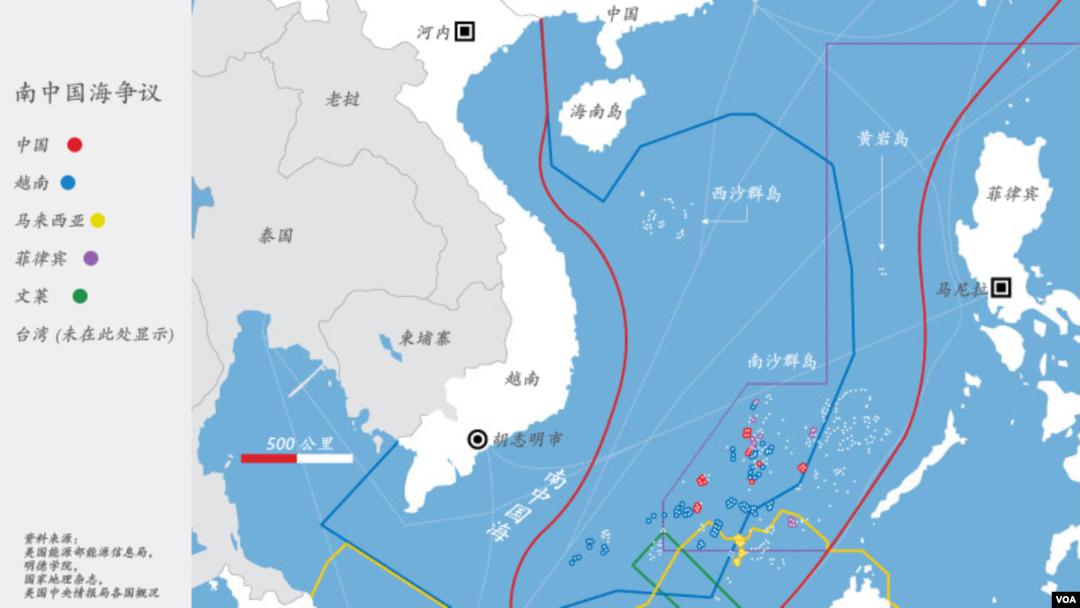 南中国海争议
中国
越南
马来西亚
菲律宾
文莱
台湾 (未在此处显示)
资料来源：
美国能源部能源信息局，
明德学院，
国家地理杂志，
美国中央情报局各国概况
河内
中国
老挝
海南岛
黄岩岛
西沙群岛
菲律宾
泰国
马尼拉
柬埔寨
南沙群岛
越南
胡志明市
500 公里
南中国海
VOA